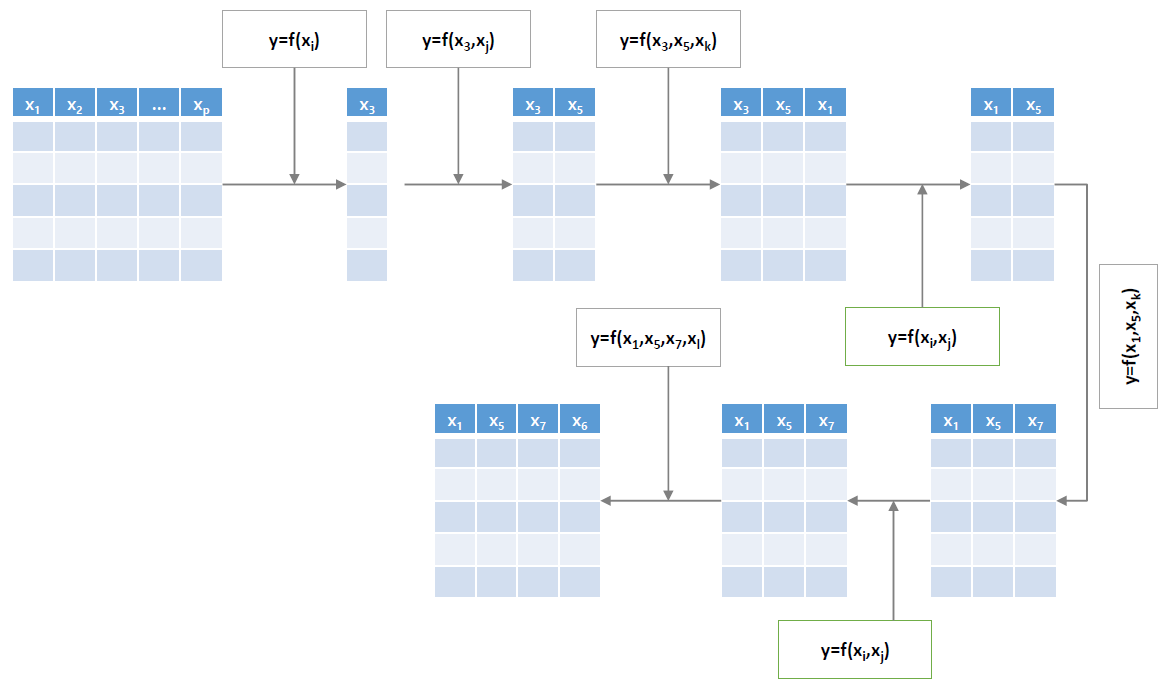 y=f(xᵢ)
y=f(x₃,xⱼ)
y=f(x₃,x₅,xₖ)
x₁ x₂ x₃ ... xₚ
x₃
x₃ x₅
x₃ x₅ x₁
x₁ x₅
y=f(x₁,x₅,xₖ)
y=f(x₁,x₅,x₇,xₗ)
y=f(xᵢ,xⱼ)
x₁ x₅ x₇ x₆
x₁ x₅ x₇
x₁ x₅ x₇
y=f(xᵢ,xⱼ)